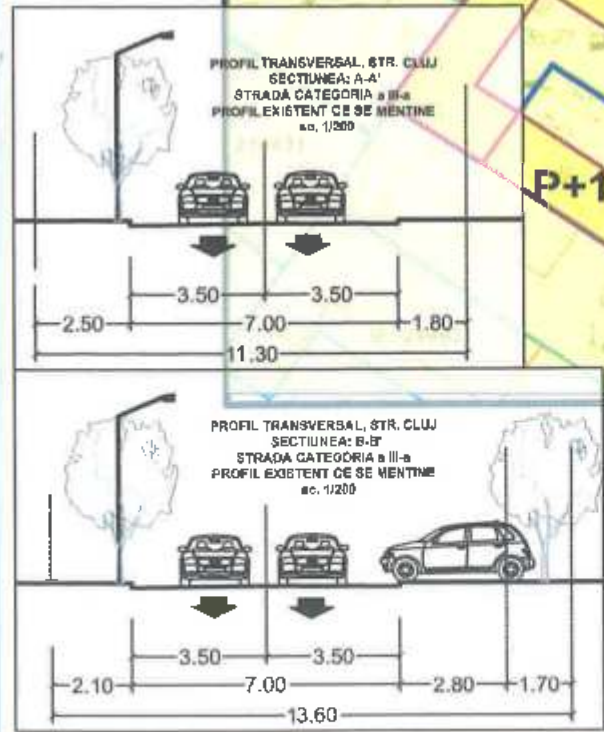 PROFIL TRANSVERSAL, STR. CLUJ
SECTIUNEA: A-A'
STRADA CATEGORIA a III-a
PROFIL EXISTENT CE SE MENTINE
sc. 1/200
P+1
3.50 3.50
2.50 7.00 1.80
11.30
PROFIL TRANSVERSAL, STR. CLUJ
SECTIUNEA: B-B'
STRADA CATEGORIA a III-a
PROFIL EXISTENT CE SE MENTINE
sc. 1/200
3.50 3.50
2.10 7.00 2.80 1.70
13.60